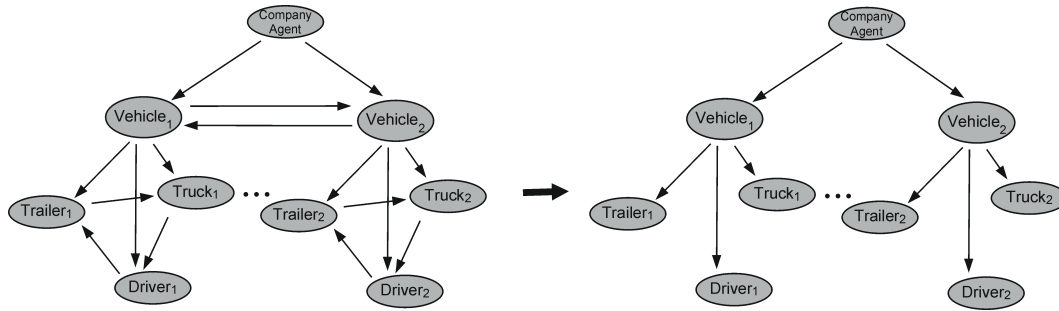 Company
Agent
Vehicle1
Vehicle2
Trailer1
Truck1
...
Trailer2
Truck2
Driver1
Driver2
Company
Agent
Vehicle1
Vehicle2
Trailer1
Truck1
...
Trailer2
Truck2
Driver1
Driver2